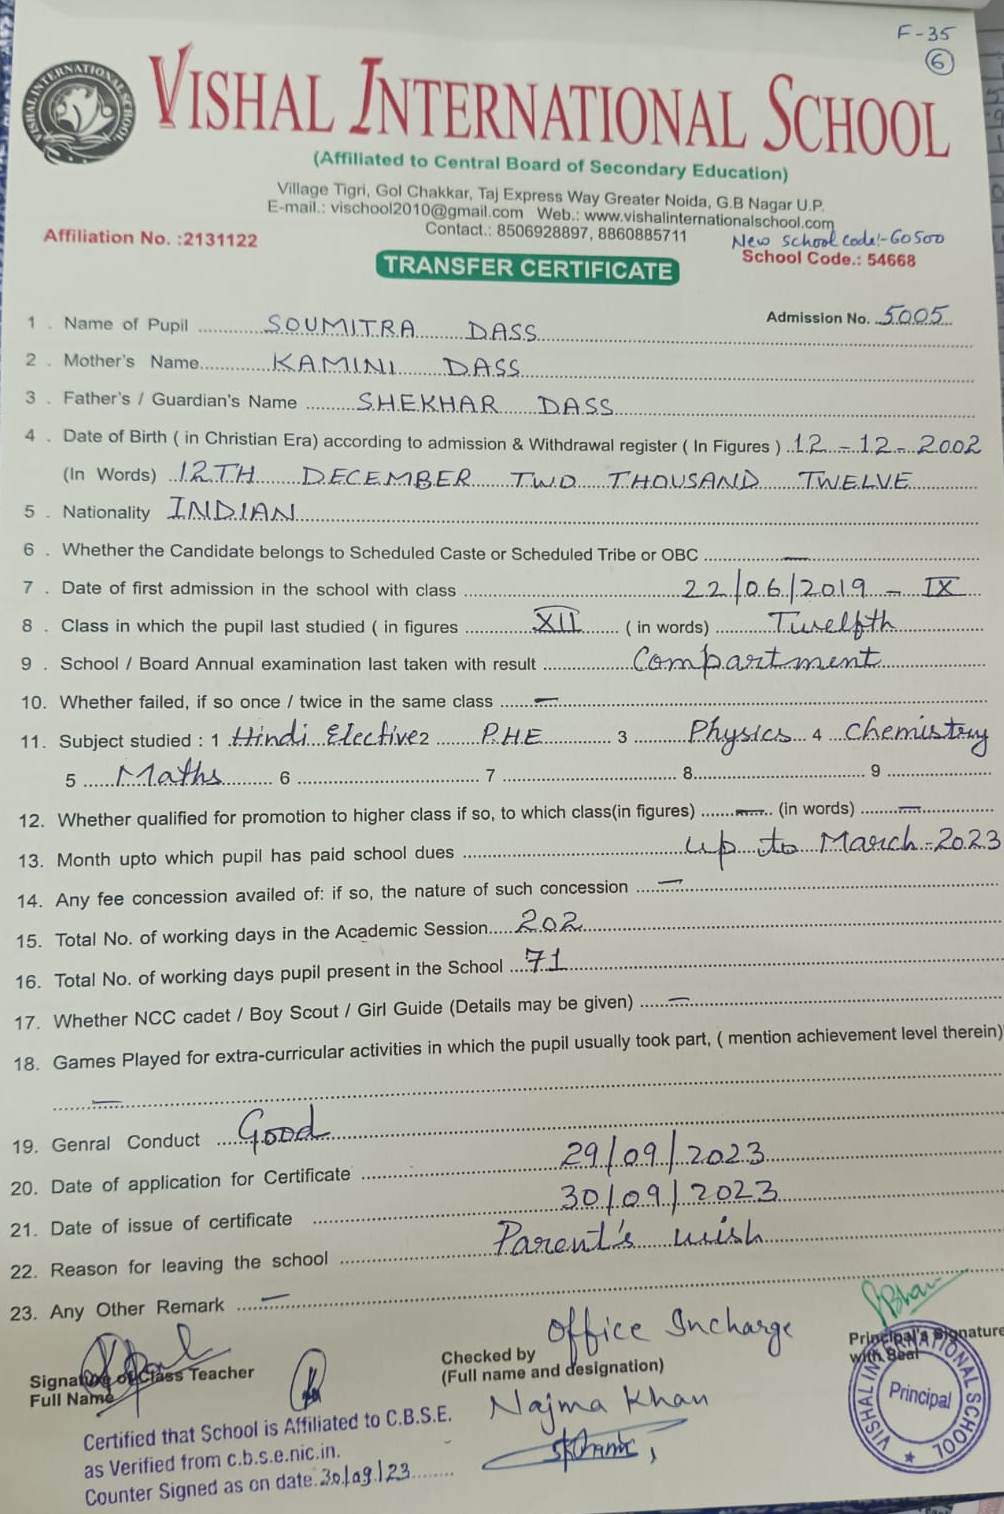 F-35
6
VISHAL INTERNATIONAL SCHOOL
VISHAL INTERNATIONAL SCHOOL
(Affiliated to Central Board of Secondary Education)
Village Tigri, Gol Chakkar, Taj Express Way Greater Noida, G.B Nagar U.P.
E-mail.: vischool2010@gmail.com Web.: www.vishalinternationalschool.com
Contact.: 8506928897, 8860885711
New school code:- 60500
Affiliation No. :2131122
School Code.: 54668
TRANSFER CERTIFICATE
Admission No. 5005
1 . Name of Pupil SOUMITRA DASS
2 . Mother's Name KAMINI DASS
3 . Father's / Guardian's Name SHEKHAR DASS
4 . Date of Birth ( in Christian Era) according to admission & Withdrawal register ( In Figures ) 12 - 12 - 2002
(In Words) 12TH DECEMBER TWO THOUSAND TWELVE
5 . Nationality INDIAN
6 . Whether the Candidate belongs to Scheduled Caste or Scheduled Tribe or OBC —
7 . Date of first admission in the school with class 22/06/2019 - IX
8 . Class in which the pupil last studied ( in figures XII ( in words) Twelfth
9 . School / Board Annual examination last taken with result Compartment
10. Whether failed, if so once / twice in the same class —
11. Subject studied : 1 Hindi Elective 2 P.H.E 3 Physics 4 Chemistry
5 Maths 6 7 8 9
12. Whether qualified for promotion to higher class if so, to which class(in figures) — (in words) —
13. Month upto which pupil has paid school dues up to March-2023
14. Any fee concession availed of: if so, the nature of such concession —
15. Total No. of working days in the Academic Session 202
16. Total No. of working days pupil present in the School 71
17. Whether NCC cadet / Boy Scout / Girl Guide (Details may be given) —
18. Games Played for extra-curricular activities in which the pupil usually took part, ( mention achievement level therein)
—
19. Genral Conduct Good
20. Date of application for Certificate 29/09/2023
21. Date of issue of certificate 30/09/2023
22. Reason for leaving the school Parent's wish
23. Any Other Remark —
Office Incharge
Signature of Class Teacher
Full Name
Checked by
(Full name and designation)
Najma Khan
Principal's Signature
with Seal
VISHAL INTERNATIONAL SCHOOL
Principal
Certified that School is Affiliated to C.B.S.E.
as Verified from c.b.s.e.nic.in.
Counter Signed as on date. 30/09/23